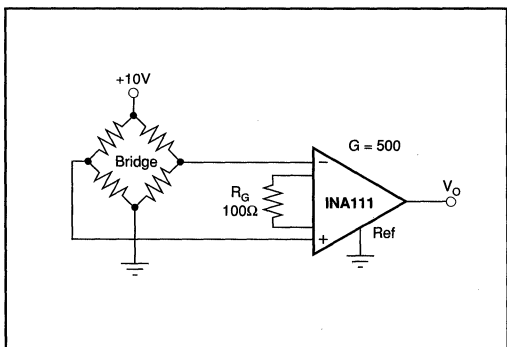 +10V
Bridge
G = 500
−
R_G
100Ω
INA111
V_O
+
Ref